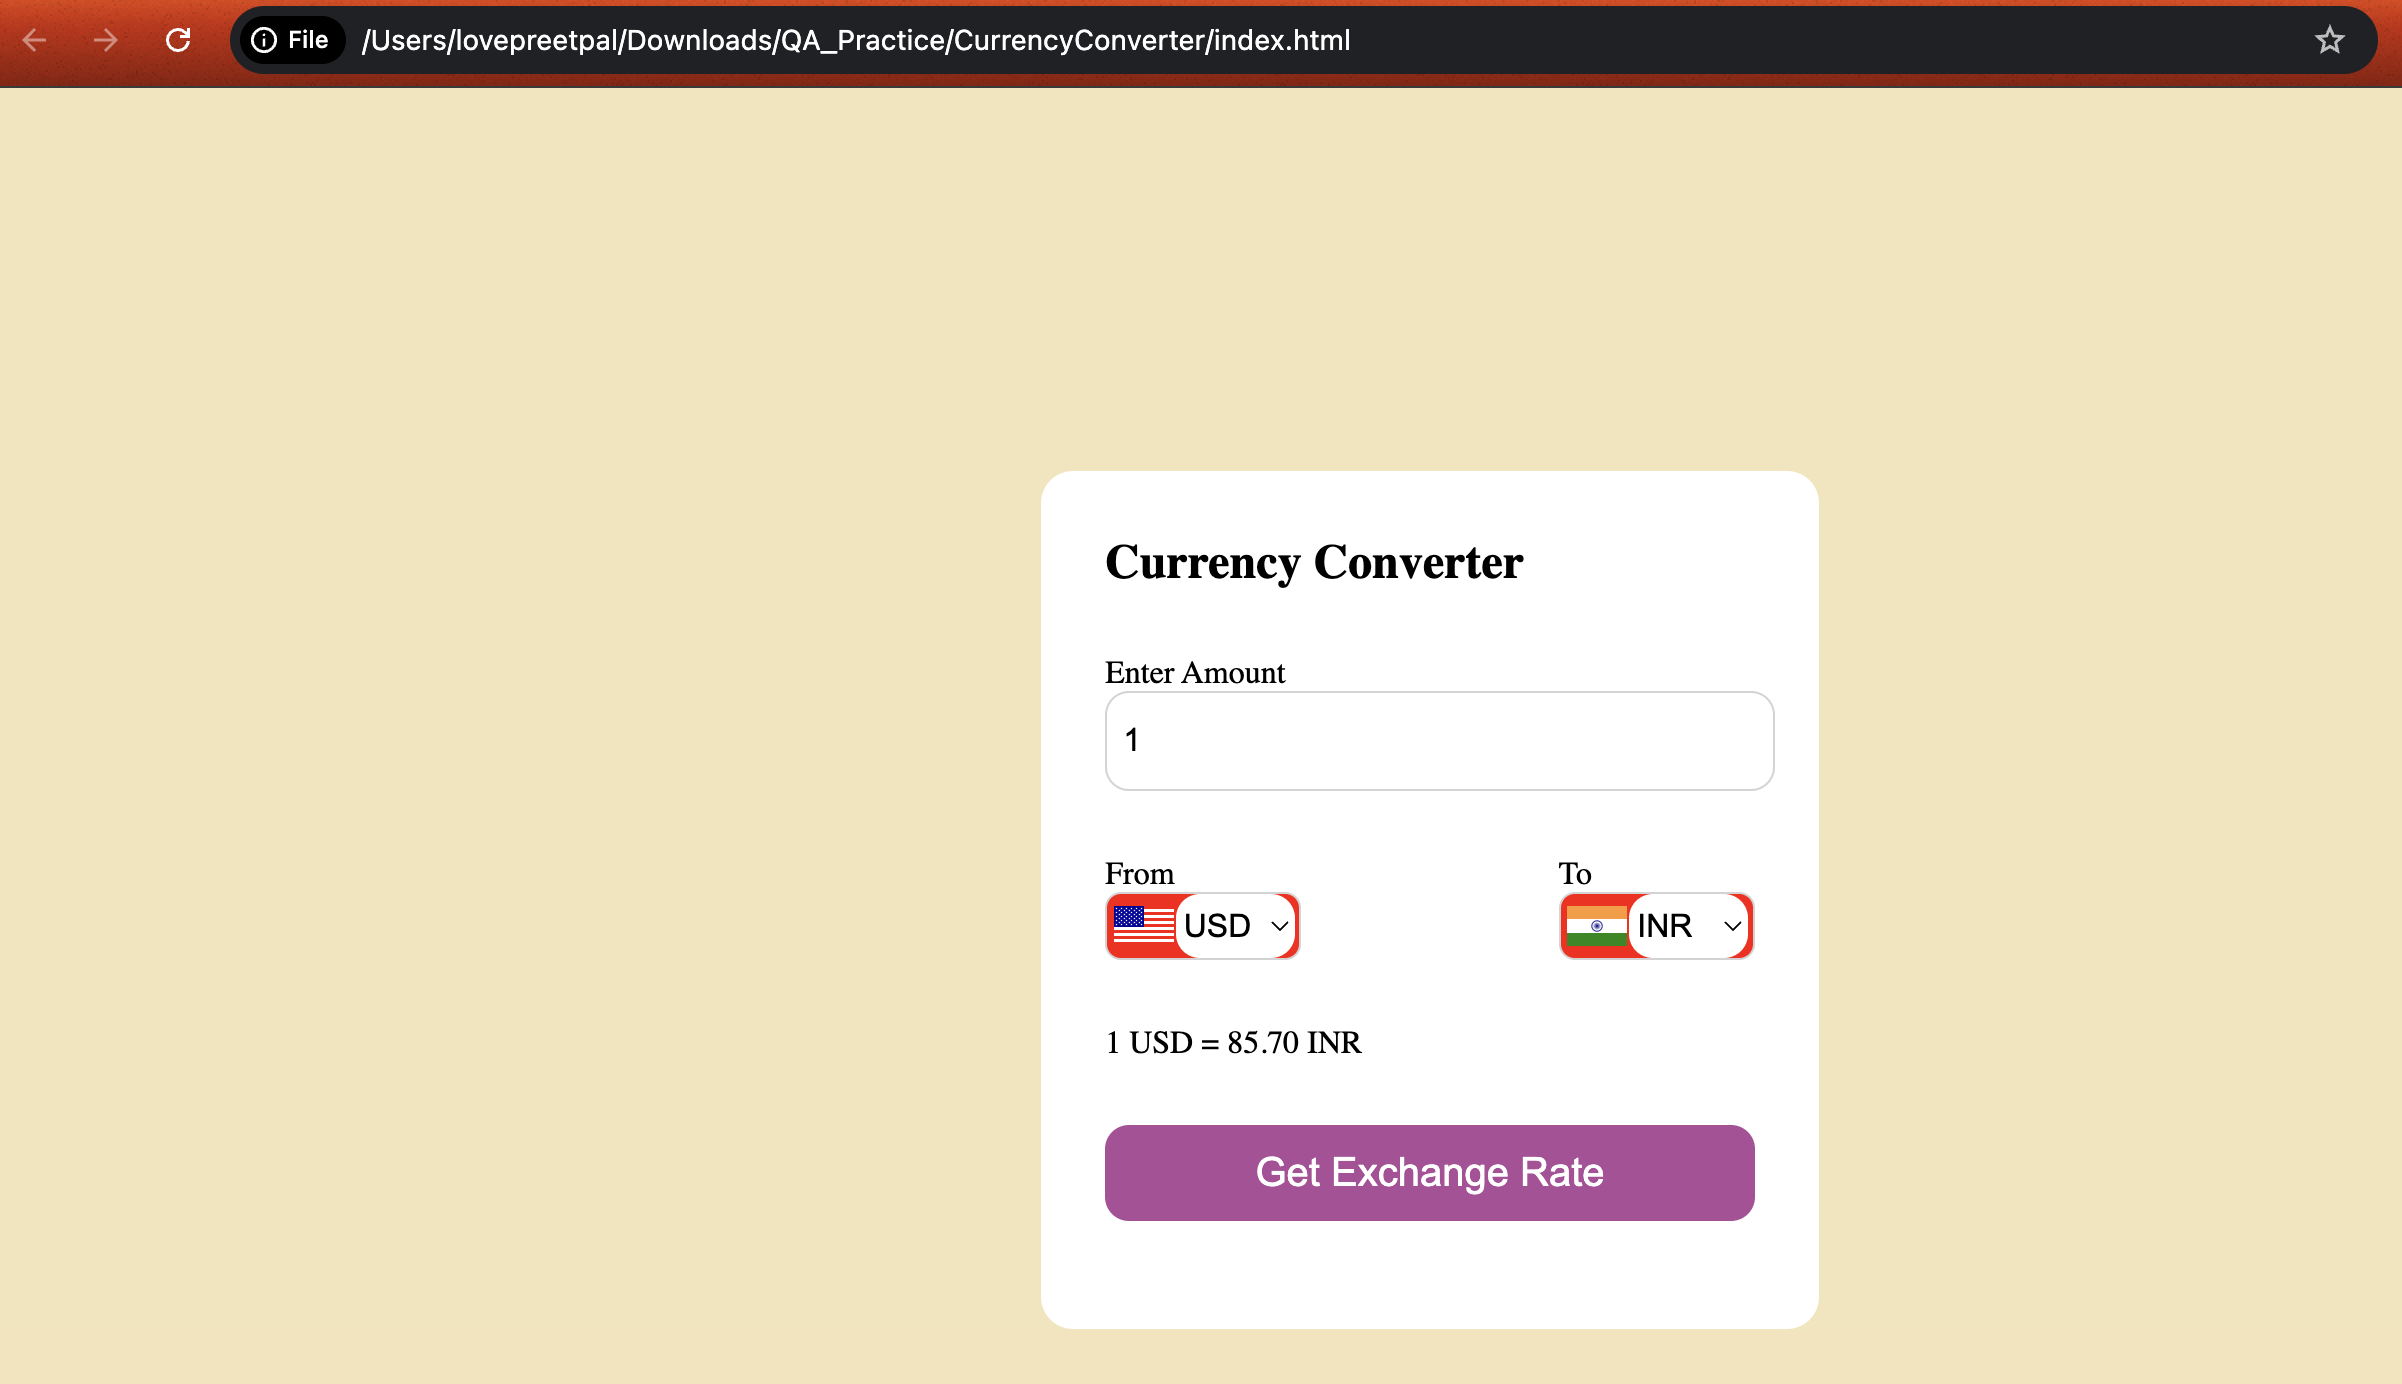 File /Users/lovepreetpal/Downloads/QA_Practice/CurrencyConverter/index.html
Currency Converter
Enter Amount
1
From To
USD INR
1 USD = 85.70 INR
Get Exchange Rate